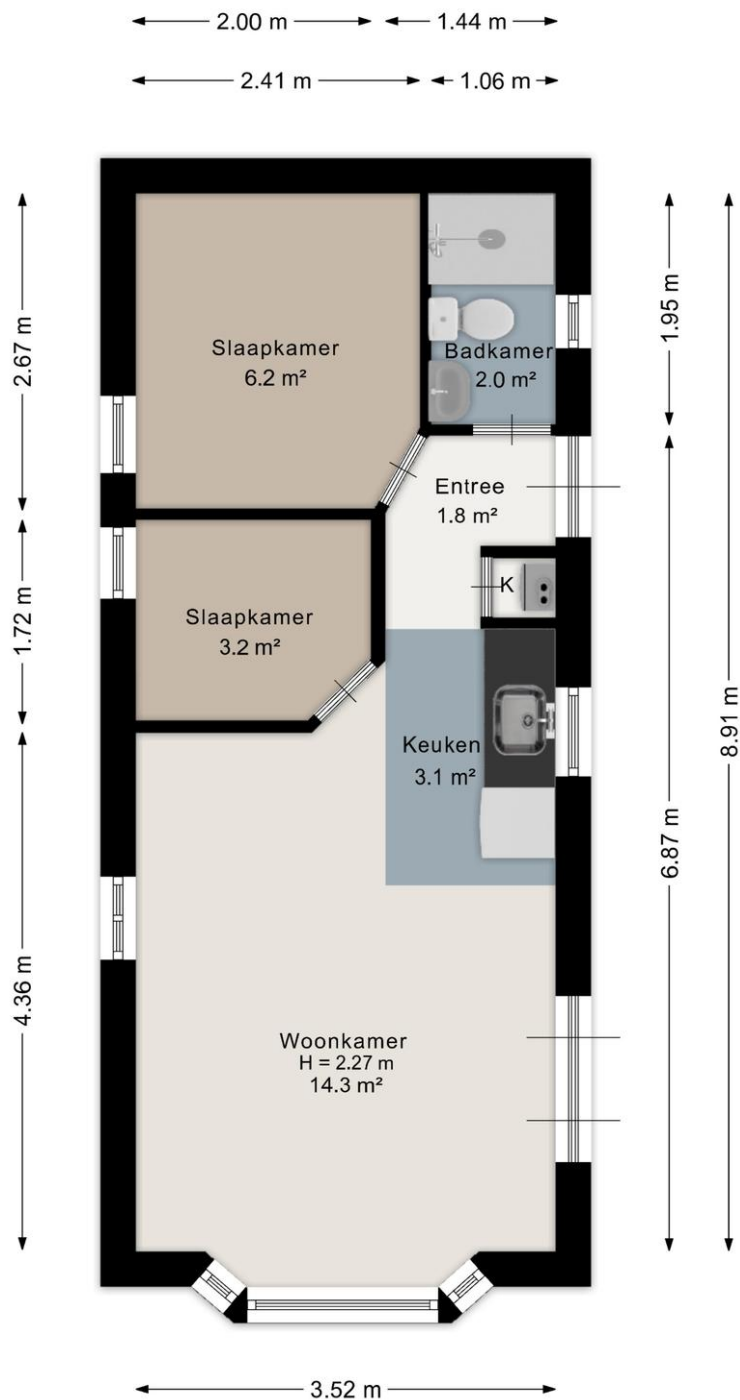 2.00 m
1.44 m
2.41 m
1.06 m
2.67 m
1.95 m
Slaapkamer
6.2 m²
Badkamer
2.0 m²
Entree
1.8 m²
K
1.72 m
Slaapkamer
3.2 m²
8.91 m
Keuken
3.1 m²
6.87 m
4.36 m
Woonkamer
H = 2.27 m
14.3 m²
3.52 m